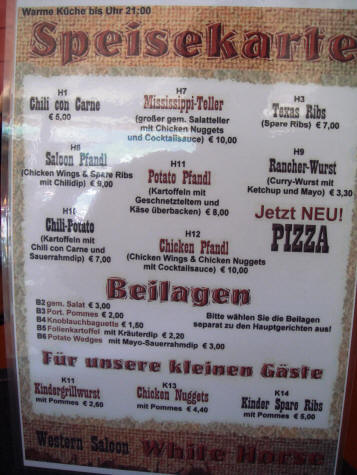 Warme Küche bis Uhr 21:00
Speisekarte
H1
Chili con Carne
€ 5,00
H7
Mississippi-Teller
(großer gem. Salatteller
mit Chicken Nuggets
und Cocktailsauce) € 10,00
H3
Texas Ribs
(Spare Ribs) € 7,00
H8
Saloon Pfandl
(Chicken Wings & Spare Ribs
mit Chilidip) € 9,00
H11
Potato Pfandl
(Kartoffeln mit
Geschnetzeltem und
Käse überbacken) € 8,00
H9
Rancher-Wurst
(Curry-Wurst mit
Ketchup und Mayo) € 3,30
H10
Chili-Potato
(Kartoffeln mit
Chili con Carne und
Sauerrahmdip) € 5,00
H12
Chicken Pfandl
(Chicken Wings & Chicken Nuggets
mit Cocktailsauce) € 10,00
Jetzt NEU!
PIZZA
Beilagen
B2 gem. Salat € 3,00
B3 Port. Pommes € 2,00
B4 Knoblauchbaguette € 1,50
B5 Folienkartoffel mit Kräuterdip € 2,20
B6 Potato Wedges mit Mayo-Sauerrahmdip € 3,00
Bitte wählen Sie die Beilagen
separat zu den Hauptgerichten aus!
Für unsere kleinen Gäste
K11
Kindergrillwurst
mit Pommes € 2,60
K13
Chicken Nuggets
mit Pommes € 4,40
K14
Kinder Spare Ribs
mit Pommes € 5,00
Western Saloon White Horse